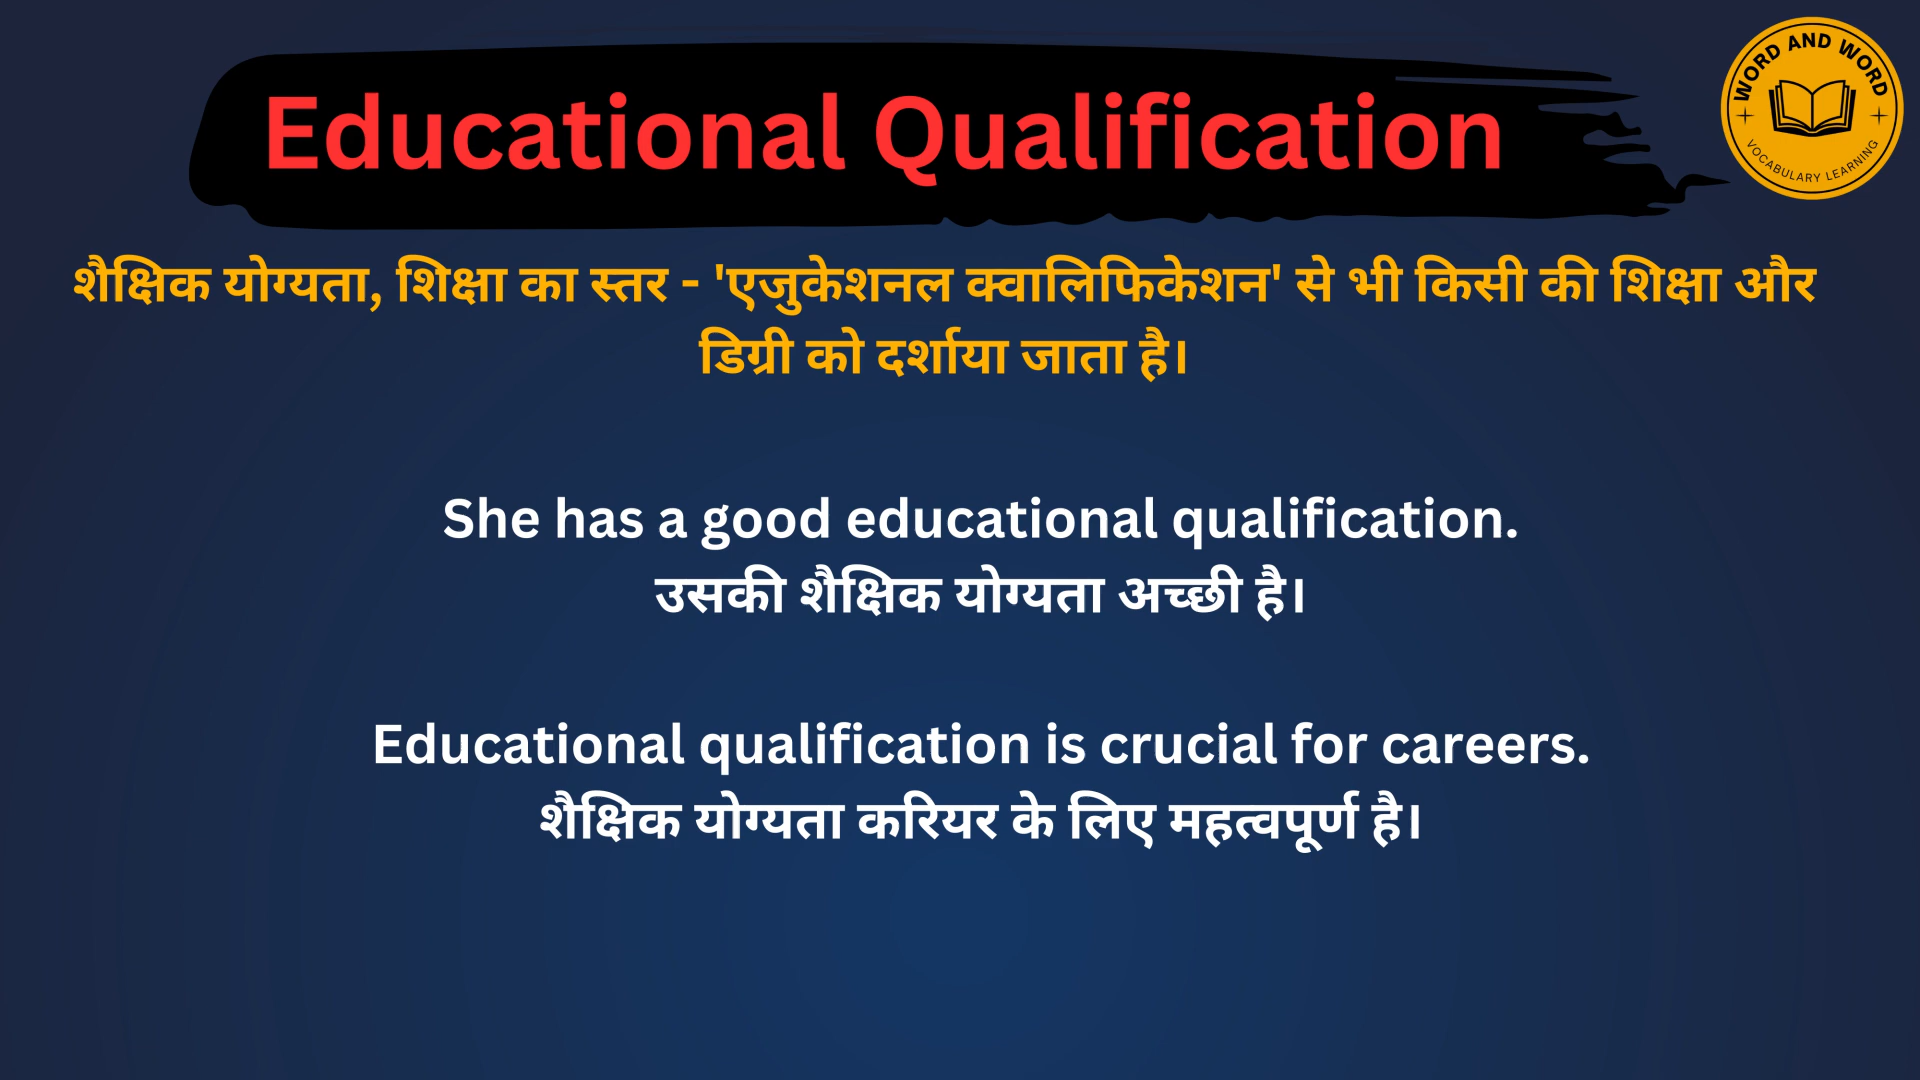 Educational Qualification
WORD AND WORD
VOCABULARY LEARNING
शैक्षिक योग्यता, शिक्षा का स्तर - 'एजुकेशनल क्वालिफिकेशन' से भी किसी की शिक्षा और
डिग्री को दर्शाया जाता है।
She has a good educational qualification.
उसकी शैक्षिक योग्यता अच्छी है।
Educational qualification is crucial for careers.
शैक्षिक योग्यता करियर के लिए महत्वपूर्ण है।